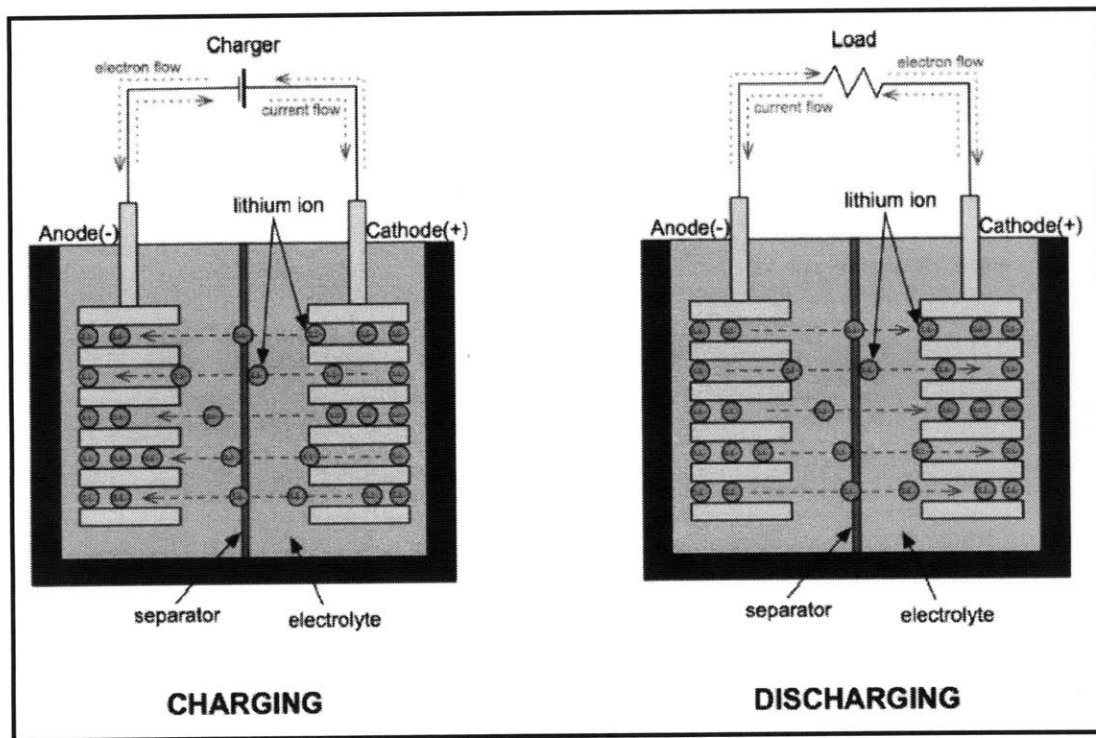 Charger
electron flow
current flow
lithium ion
Anode(-)
Cathode(+)
separator
electrolyte
CHARGING
Load
electron flow
current flow
lithium ion
Anode(-)
Cathode(+)
separator
electrolyte
DISCHARGING